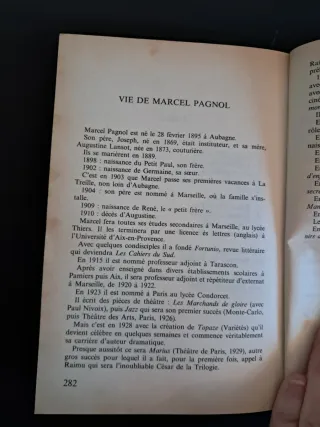 VIE DE MARCEL PAGNOL
Marcel Pagnol est né le 28 février 1895 à Aubagne.
Son père, Joseph, né en 1869, était instituteur, et sa mère,
Augustine Lansot, née en 1873, couturière.
Ils se marièrent en 1889.
1898 : naissance du Petit Paul, son frère.
1902 : naissance de Germaine, sa sœur.
C'est en 1903 que Marcel passe ses premières vacances à La
Treille, non loin d'Aubagne.
1904 : son père est nommé à Marseille, où la famille s'ins-
talle.
1909 : naissance de René, le « petit frère ».
1910 : décès d'Augustine.
Marcel fera toutes ses études secondaires à Marseille, au lycée
Thiers. Il les terminera par une licence ès lettres (anglais) à
l'Université d'Aix-en-Provence.
Avec quelques condisciples il a fondé Fortunio, revue littéraire
qui deviendra Les Cahiers du Sud.
En 1915 il est nommé professeur adjoint à Tarascon.
Après avoir enseigné dans divers établissements scolaires à
Pamiers puis Aix, il sera professeur adjoint et répétiteur d'externat
à Marseille, de 1920 à 1922.
En 1923 il est nommé à Paris au lycée Condorcet.
Il écrit des pièces de théâtre : Les Marchands de gloire (avec
Paul Nivoix), puis Jazz qui sera son premier succès (Monte-Carlo,
puis Théâtre des Arts, Paris, 1926).
Mais c'est en 1928 avec la création de Topaze (Variétés) qu'il
devient célèbre en quelques semaines et commence véritablement
sa carrière d'auteur dramatique.
Presque aussitôt ce sera Marius (Théâtre de Paris, 1929), autre
gros succès pour lequel il a fait, pour la première fois, appel à
Raimu qui sera l'inoubliable César de la Trilogie.
282